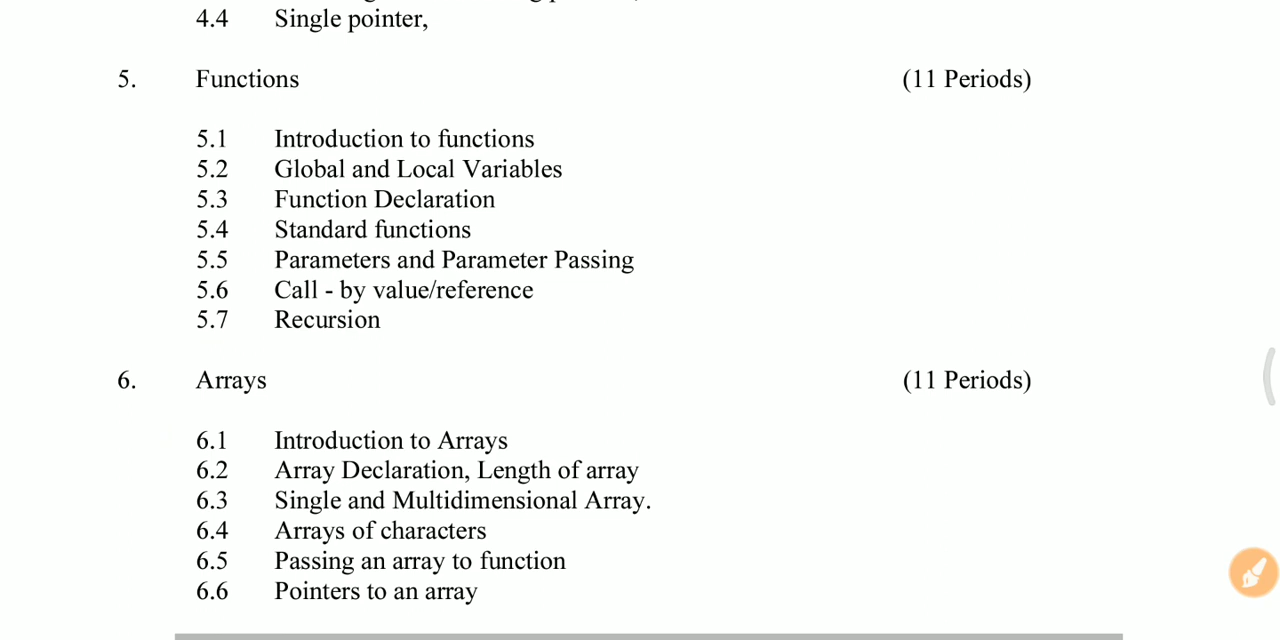 4.4 Single pointer,
5. Functions (11 Periods)
5.1 Introduction to functions
5.2 Global and Local Variables
5.3 Function Declaration
5.4 Standard functions
5.5 Parameters and Parameter Passing
5.6 Call - by value/reference
5.7 Recursion
6. Arrays (11 Periods)
6.1 Introduction to Arrays
6.2 Array Declaration, Length of array
6.3 Single and Multidimensional Array.
6.4 Arrays of characters
6.5 Passing an array to function
6.6 Pointers to an array